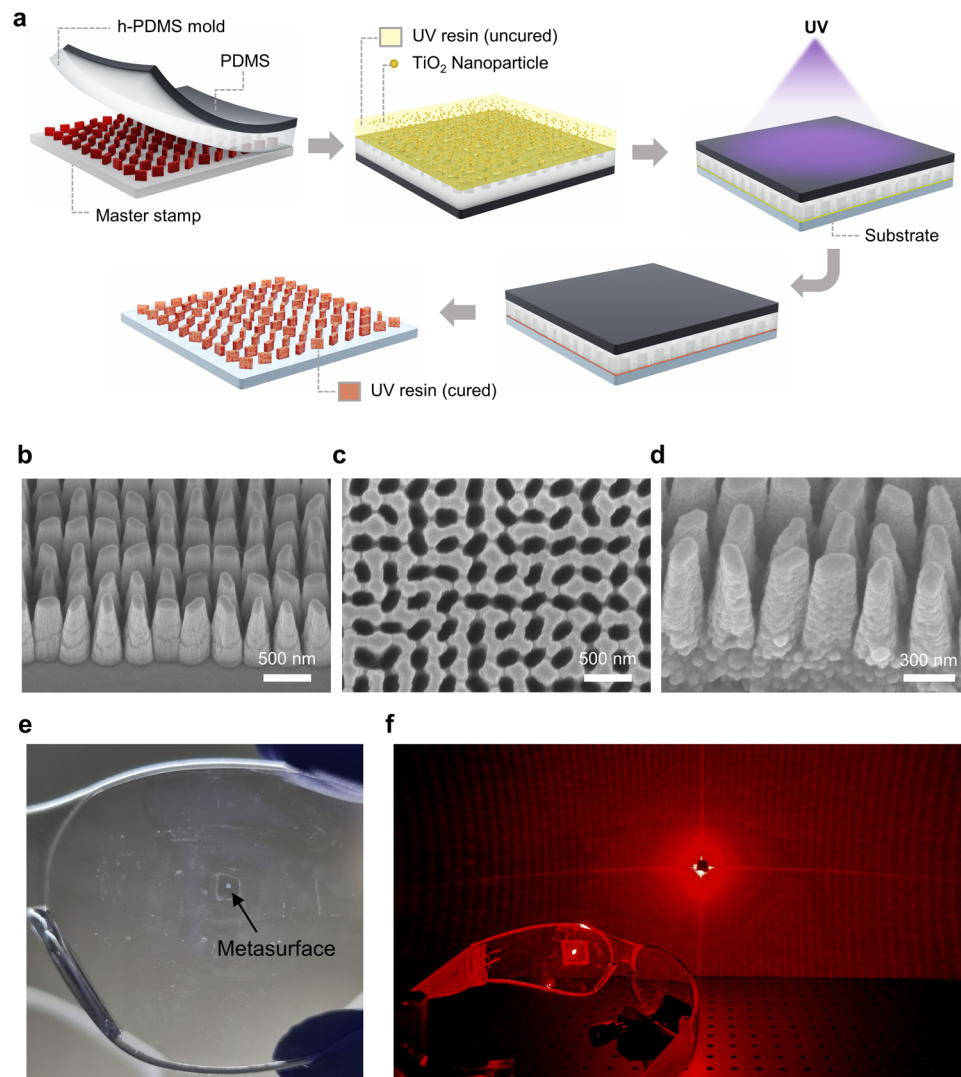 a
h-PDMS mold
PDMS
Master stamp
UV resin (uncured)
TiO₂ Nanoparticle
UV
Substrate
UV resin (cured)
b
500 nm
c
500 nm
d
300 nm
e
Metasurface
f